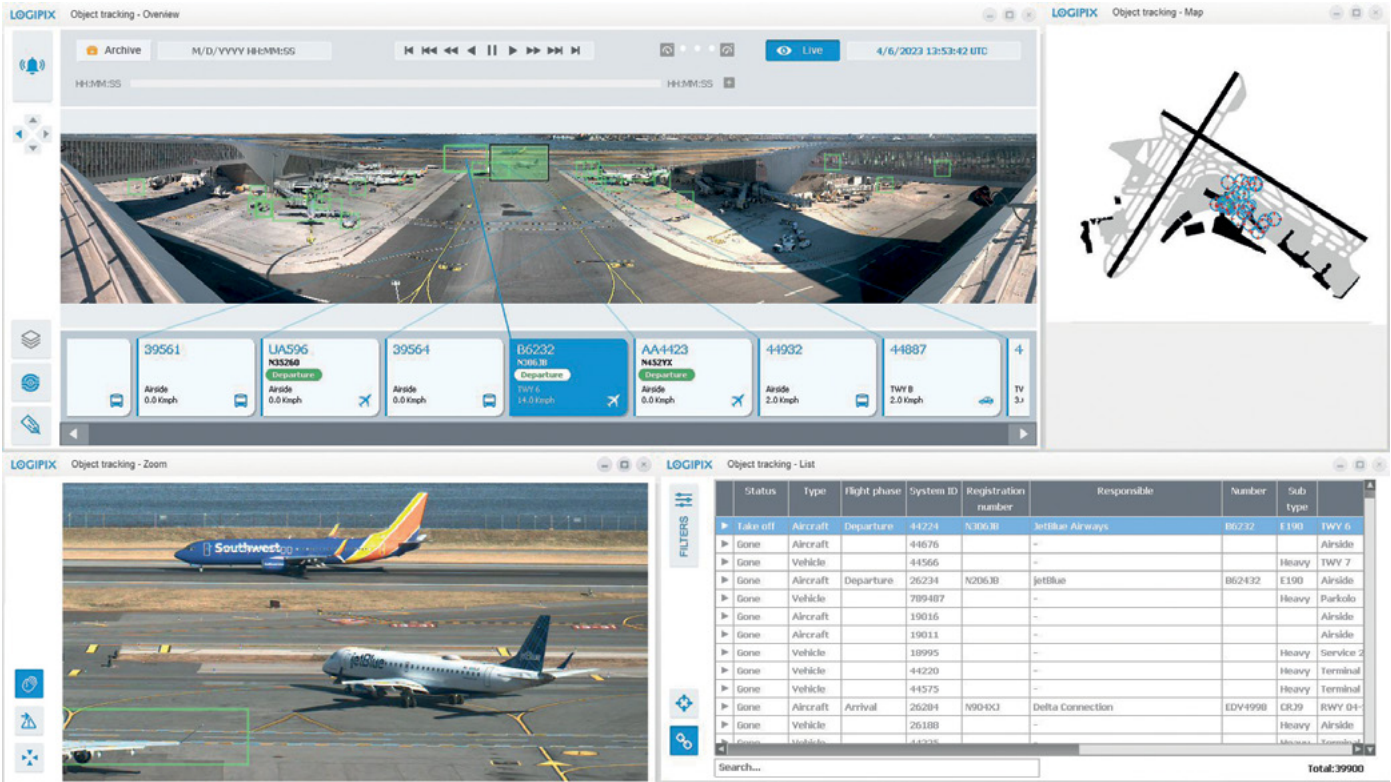 LOGIPIX Object tracking - Overview
Archive M/D/YYYY HH:MM:SS Live 4/6/2023 13:53:42 UTC
HH:MM:SS HH:MM:SS
39561
Airside
0.0 Kmph
UA596
N35260
Departure
Airside
0.0 Kmph
39564
Airside
0.0 Kmph
B6232
N306JB
Departure
TWY 6
14.0 Kmph
AA4423
N452YX
Departure
Airside
0.0 Kmph
44932
Airside
2.0 Kmph
44887
TWY B
2.0 Kmph
4
TV
3.
LOGIPIX Object tracking - Map
LOGIPIX Object tracking - Zoom
Southwest
jetBlue
LOGIPIX Object tracking - List
FILTERS
Status Type Flight phase System ID Registration number Responsible Number Sub type
Take off Aircraft Departure 44224 N306JB JetBlue Airways B6232 E190 TWY 6
Gone Aircraft 44676 - Airside
Gone Vehicle 44566 - Heavy TWY 7
Gone Aircraft Departure 26234 N206JB jetBlue B62432 E190 Airside
Gone Vehicle 789487 - Heavy Parkolo
Gone Aircraft 19016 - Airside
Gone Aircraft 19011 - Airside
Gone Vehicle 18995 - Heavy Service 2
Gone Vehicle 44220 - Heavy Terminal
Gone Vehicle 44575 - Heavy Terminal
Gone Aircraft Arrival 26284 N904XJ Delta Connection EDV4998 CRJ9 RWY 04-
Gone Vehicle 26188 - Heavy Airside
Search... Total:39900